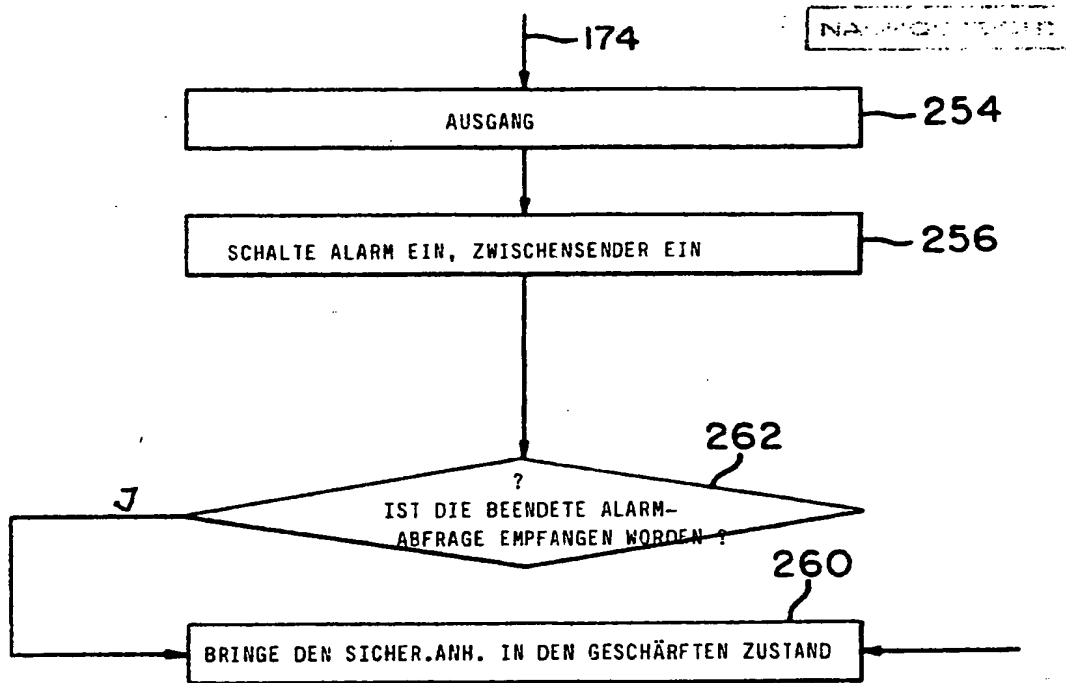 174
AUSGANG
254
SCHALTE ALARM EIN, ZWISCHENSENDER EIN
256
262
?
IST DIE BEENDETE ALARM-
ABFRAGE EMPFANGEN WORDEN ?
J
260
BRINGE DEN SICHER.ANH. IN DEN GESCHÄRFTEN ZUSTAND